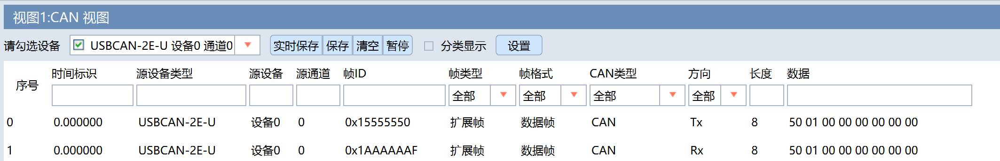 视图1:CAN 视图
请勾选设备 USBCAN-2E-U 设备0 通道0 实时保存 保存 清空 暂停 分类显示 设置
序号 时间标识 源设备类型 源设备 源通道 帧ID 帧类型 帧格式 CAN类型 方向 长度 数据
全部 全部 全部 全部
0 0.000000 USBCAN-2E-U 设备0 0 0x15555550 扩展帧 数据帧 CAN Tx 8 50 01 00 00 00 00 00 00
1 0.000000 USBCAN-2E-U 设备0 0 0x1AAAAAAF 扩展帧 数据帧 CAN Rx 8 50 01 00 00 00 00 00 00